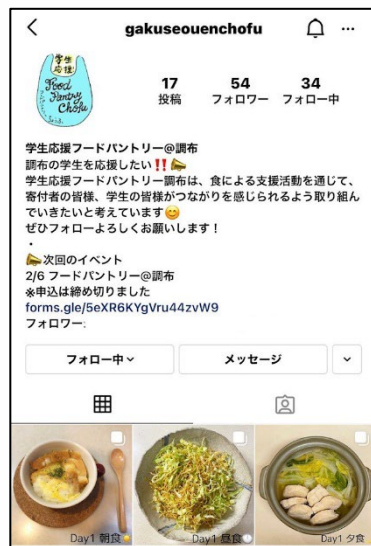 gakuseouenchofu
学生
応援
Food
Pantry
Chofu
17 54 34
投稿 フォロワー フォロー中
学生応援フードパントリー@調布
調布の学生を応援したい‼️📣
学生応援フードパントリー調布は、食による支援活動を通じて、
寄付者の皆様、学生の皆様がつながりを感じられるよう取り組ん
でいきたいと考えています😊
ぜひフォローよろしくお願いします！
・
📣次回のイベント
2/6 フードパントリー@調布
※申込は締め切りました
forms.gle/5eXR6KYgVru44zvW9
フォロワー:
フォロー中 メッセージ
Day1 朝食 Day1 昼食 Day1 夕食